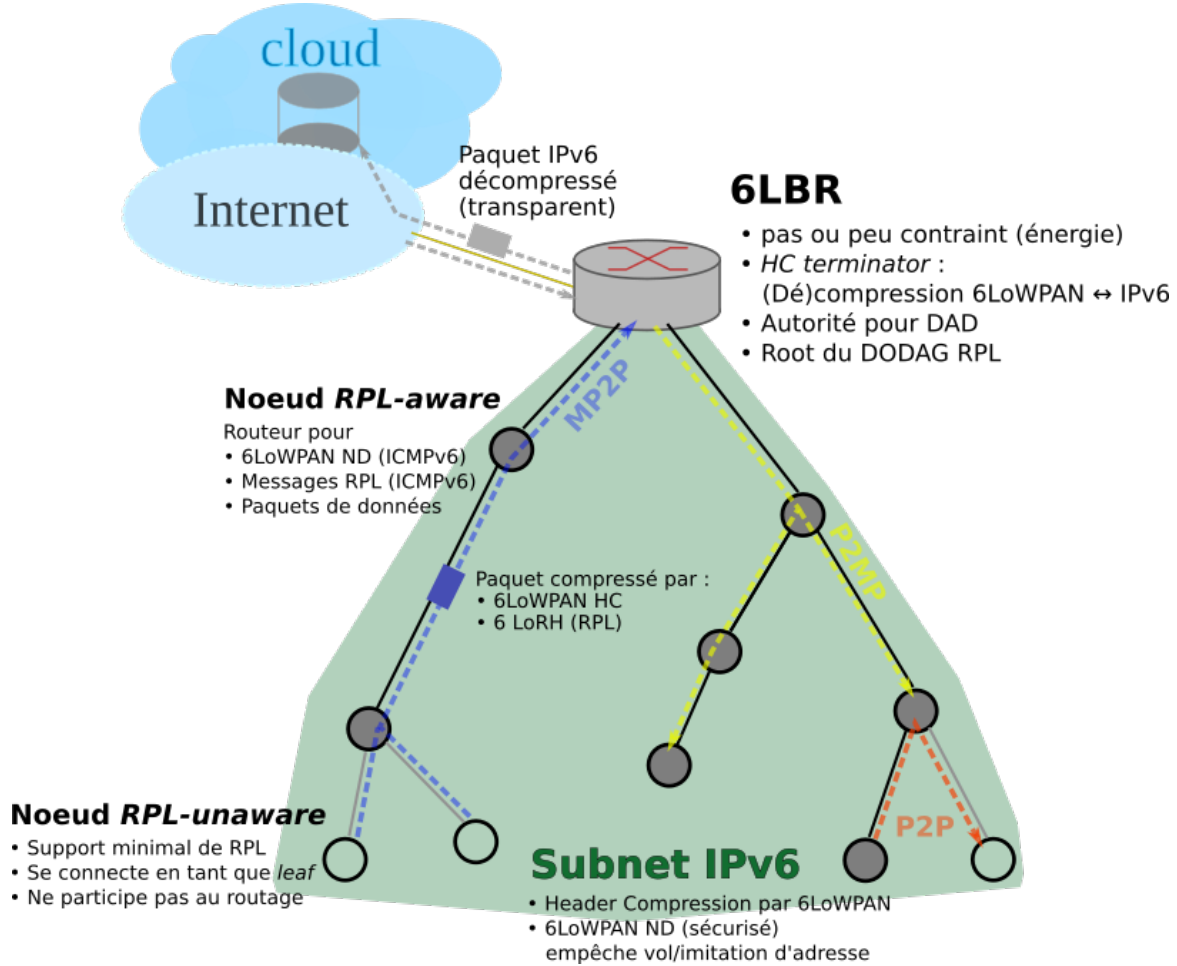 cloud
Internet
Paquet IPv6
décompressé
(transparent)
6LBR
• pas ou peu contraint (énergie)
• HC terminator :
(Dé)compression 6LoWPAN ↔ IPv6
• Autorité pour DAD
• Root du DODAG RPL
MP2P
Noeud RPL-aware
Routeur pour
• 6LoWPAN ND (ICMPv6)
• Messages RPL (ICMPv6)
• Paquets de données
P2MP
Paquet compressé par :
• 6LoWPAN HC
• 6 LoRH (RPL)
Noeud RPL-unaware
• Support minimal de RPL
• Se connecte en tant que leaf
• Ne participe pas au routage
P2P
Subnet IPv6
• Header Compression par 6LoWPAN
• 6LoWPAN ND (sécurisé)
empêche vol/imitation d'adresse